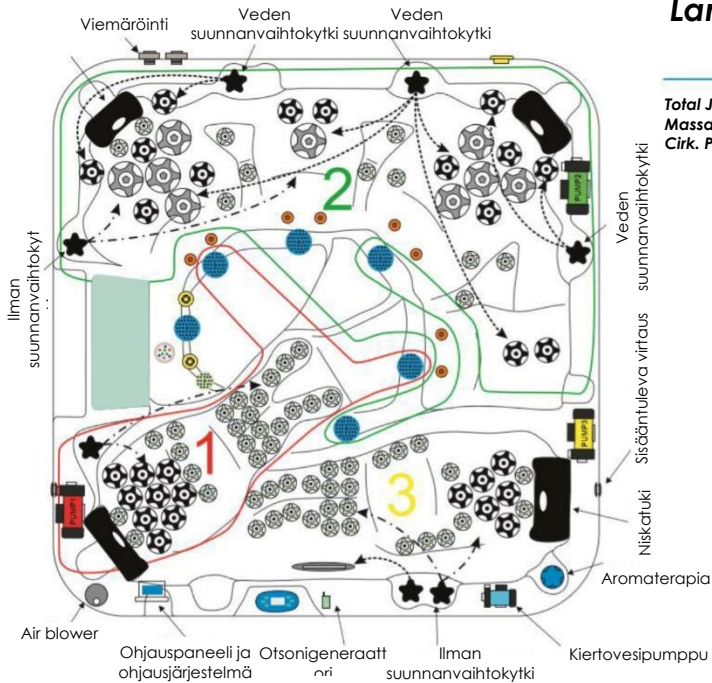 Lar
Viemäröinti
Veden
suunnanvaihtokytki
Veden
suunnanvaihtokytki
Total J
Massa
Cirk. P
2
PUMP2
Veden
suunnanvaihtokytki
Ilman
suunnanvaihtokyt
Sisääntuleva virtaus
1
3
PUMP1
PUMP3
Niskatuki
Aromaterapia
Air blower
Ohjauspaneeli ja
ohjausjärjestelmä
Otsonigeneraatt
ori
Ilman
suunnanvaihtokytki
Kiertovesipumppu